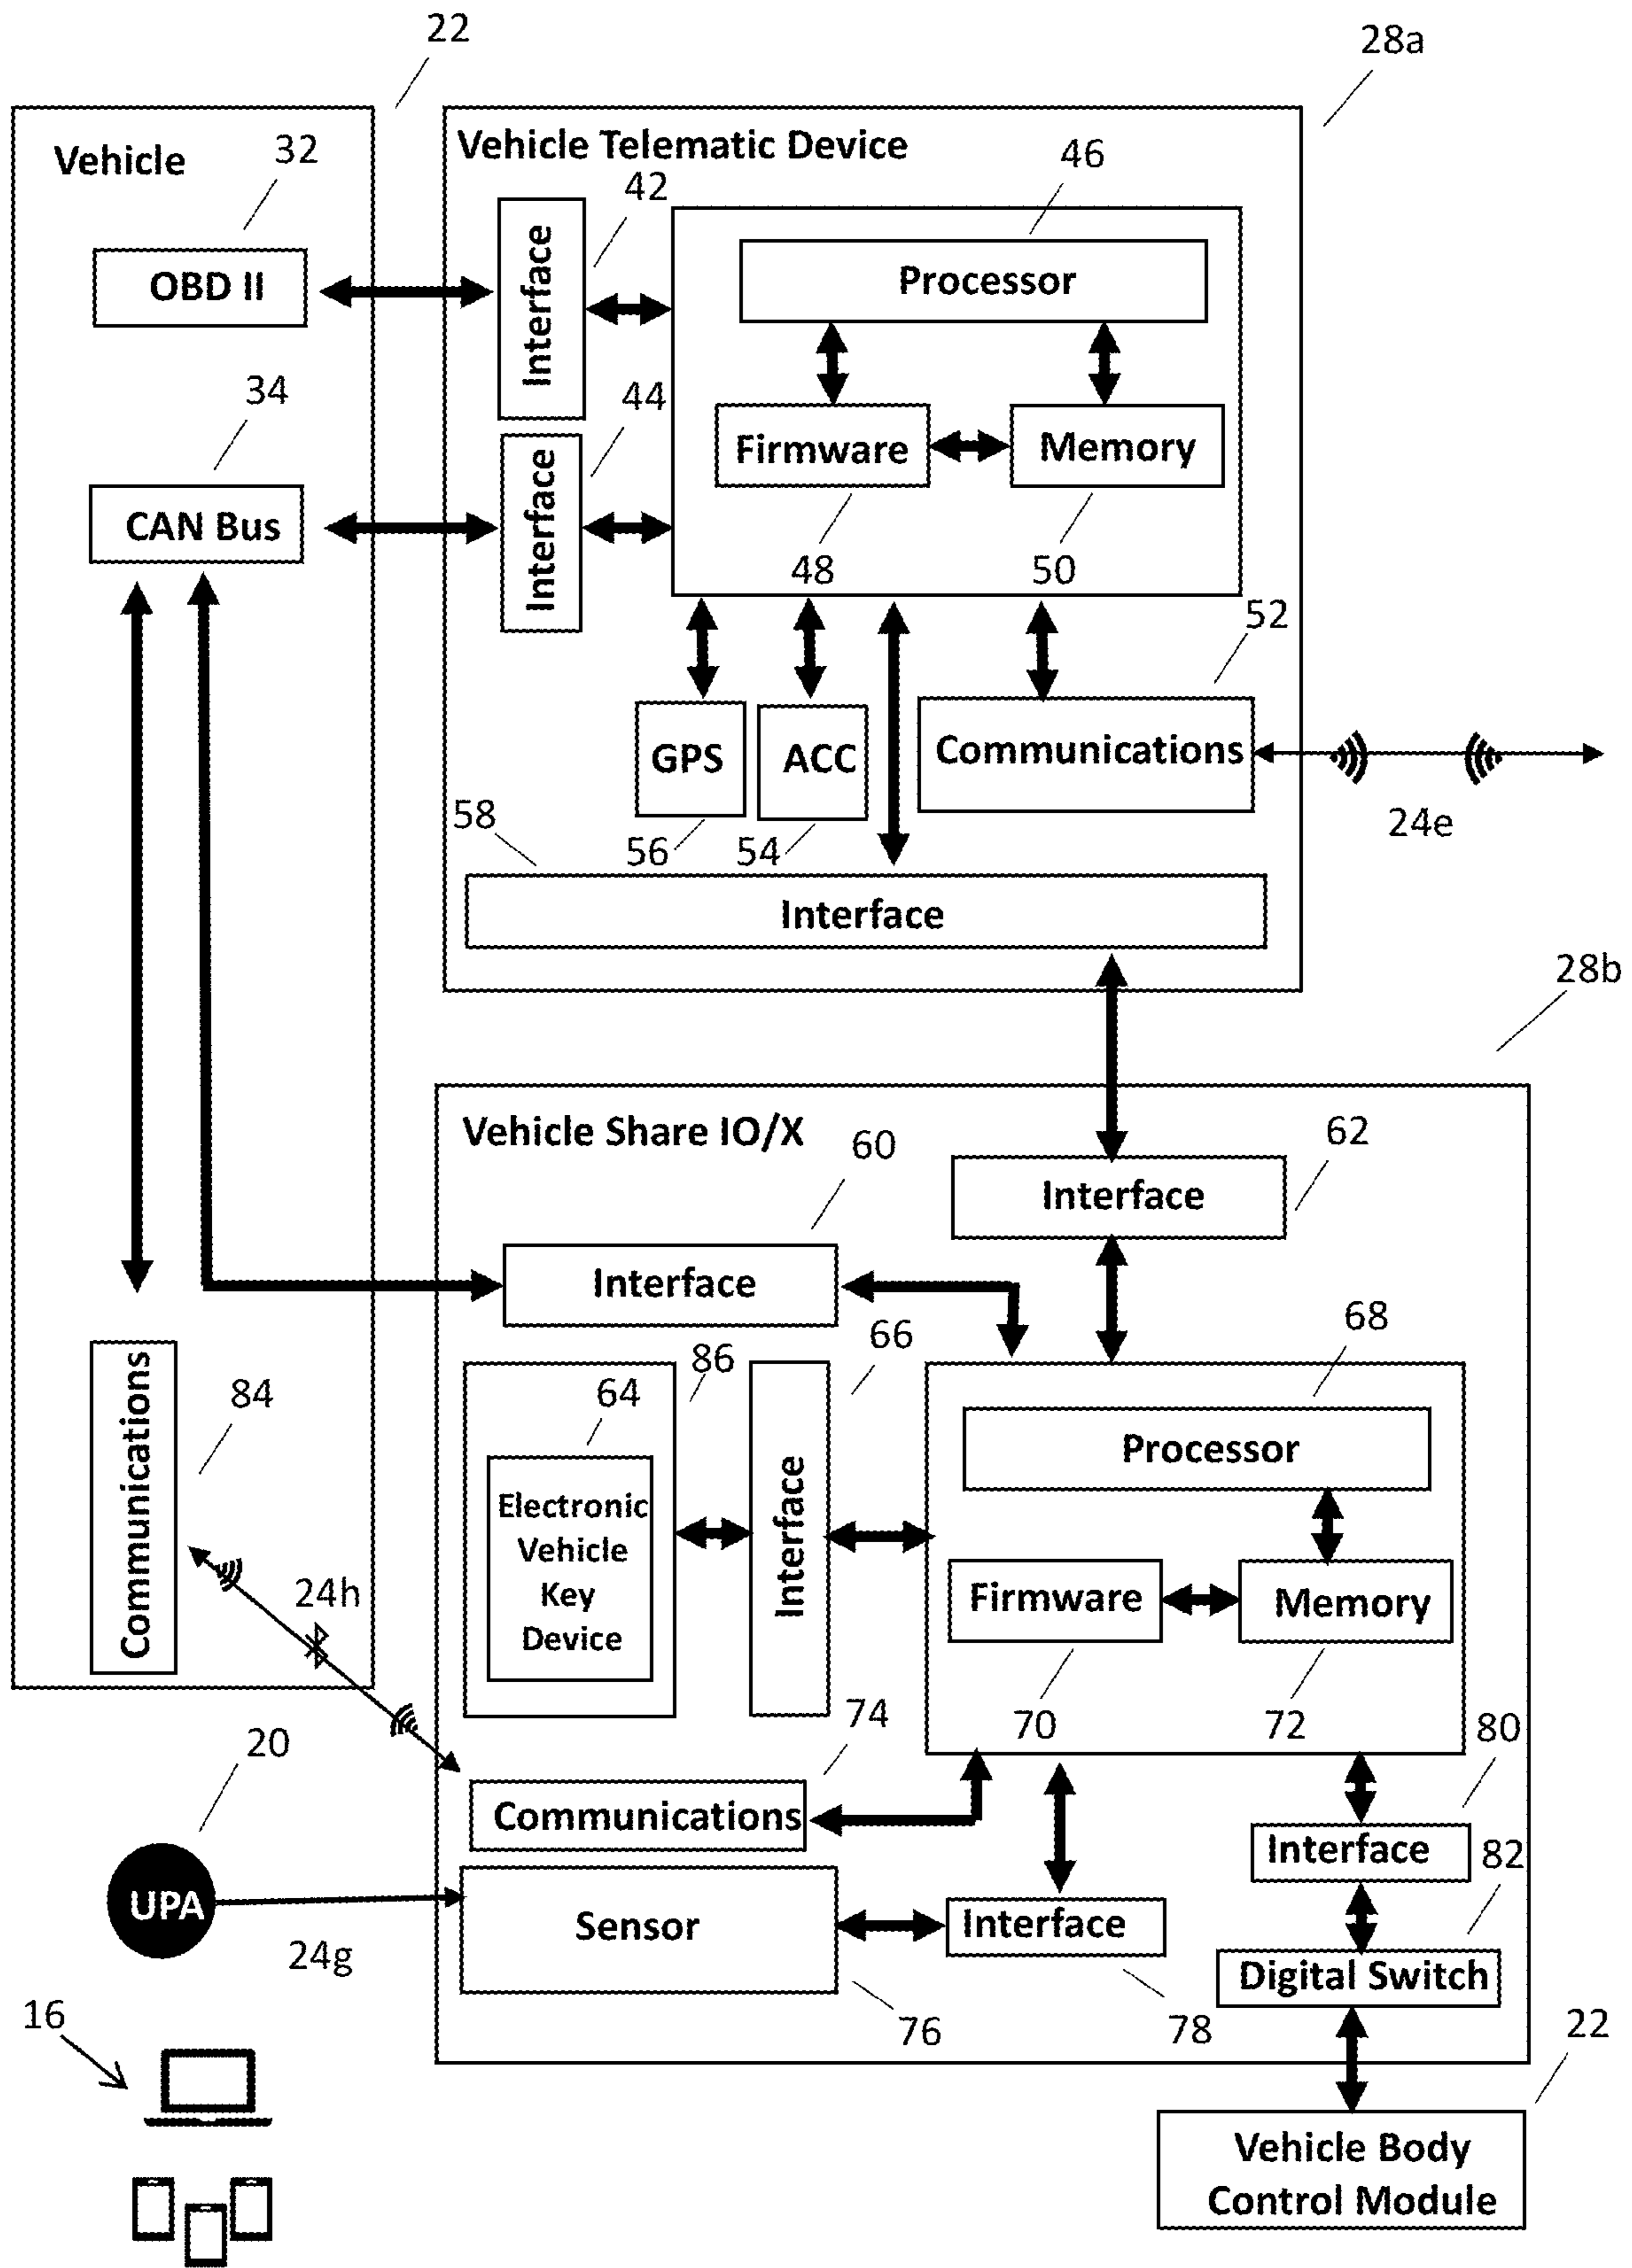 22
28a
Vehicle
32
Vehicle Telematic Device
46
42
OBD II
Interface
Processor
34
44
Firmware
Memory
CAN Bus
Interface
48
50
52
GPS
ACC
Communications
58
56
54
24e
Interface
28b
Vehicle Share IO/X
60
62
Interface
Interface
66
68
86
64
84
Communications
Processor
Electronic
Vehicle
Key
Device
Interface
Firmware
Memory
24h
74
70
72
80
20
Communications
Interface
82
UPA
Sensor
Interface
24g
Digital Switch
16
76
78
22
Vehicle Body
Control Module